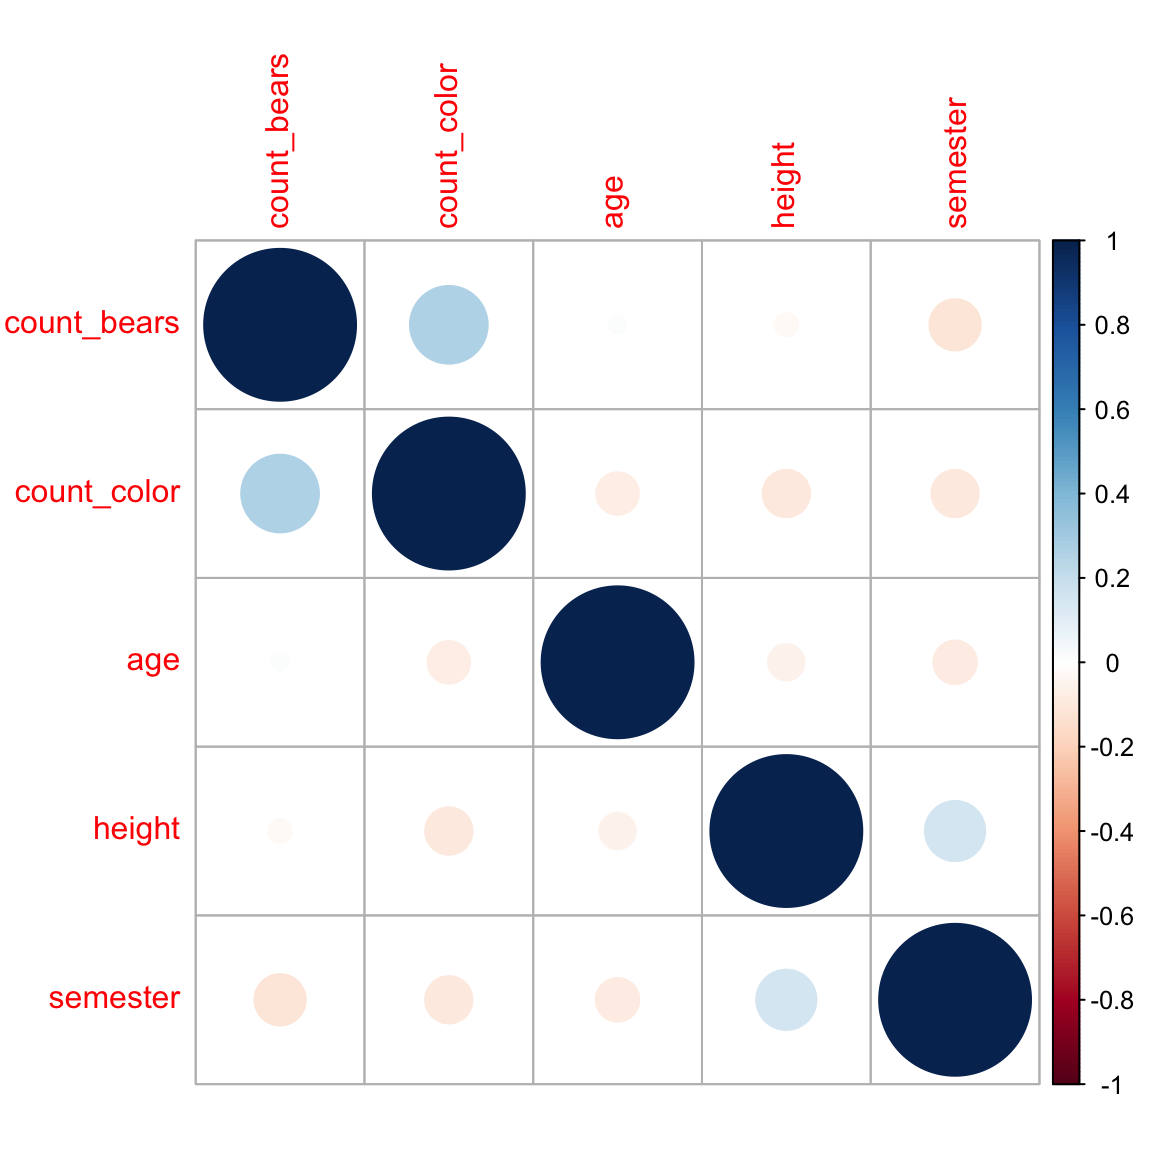 count_bears
count_color
age
height
semester
count_bears
count_color
age
height
semester
1
0.8
0.6
0.4
0.2
0
-0.2
-0.4
-0.6
-0.8
-1